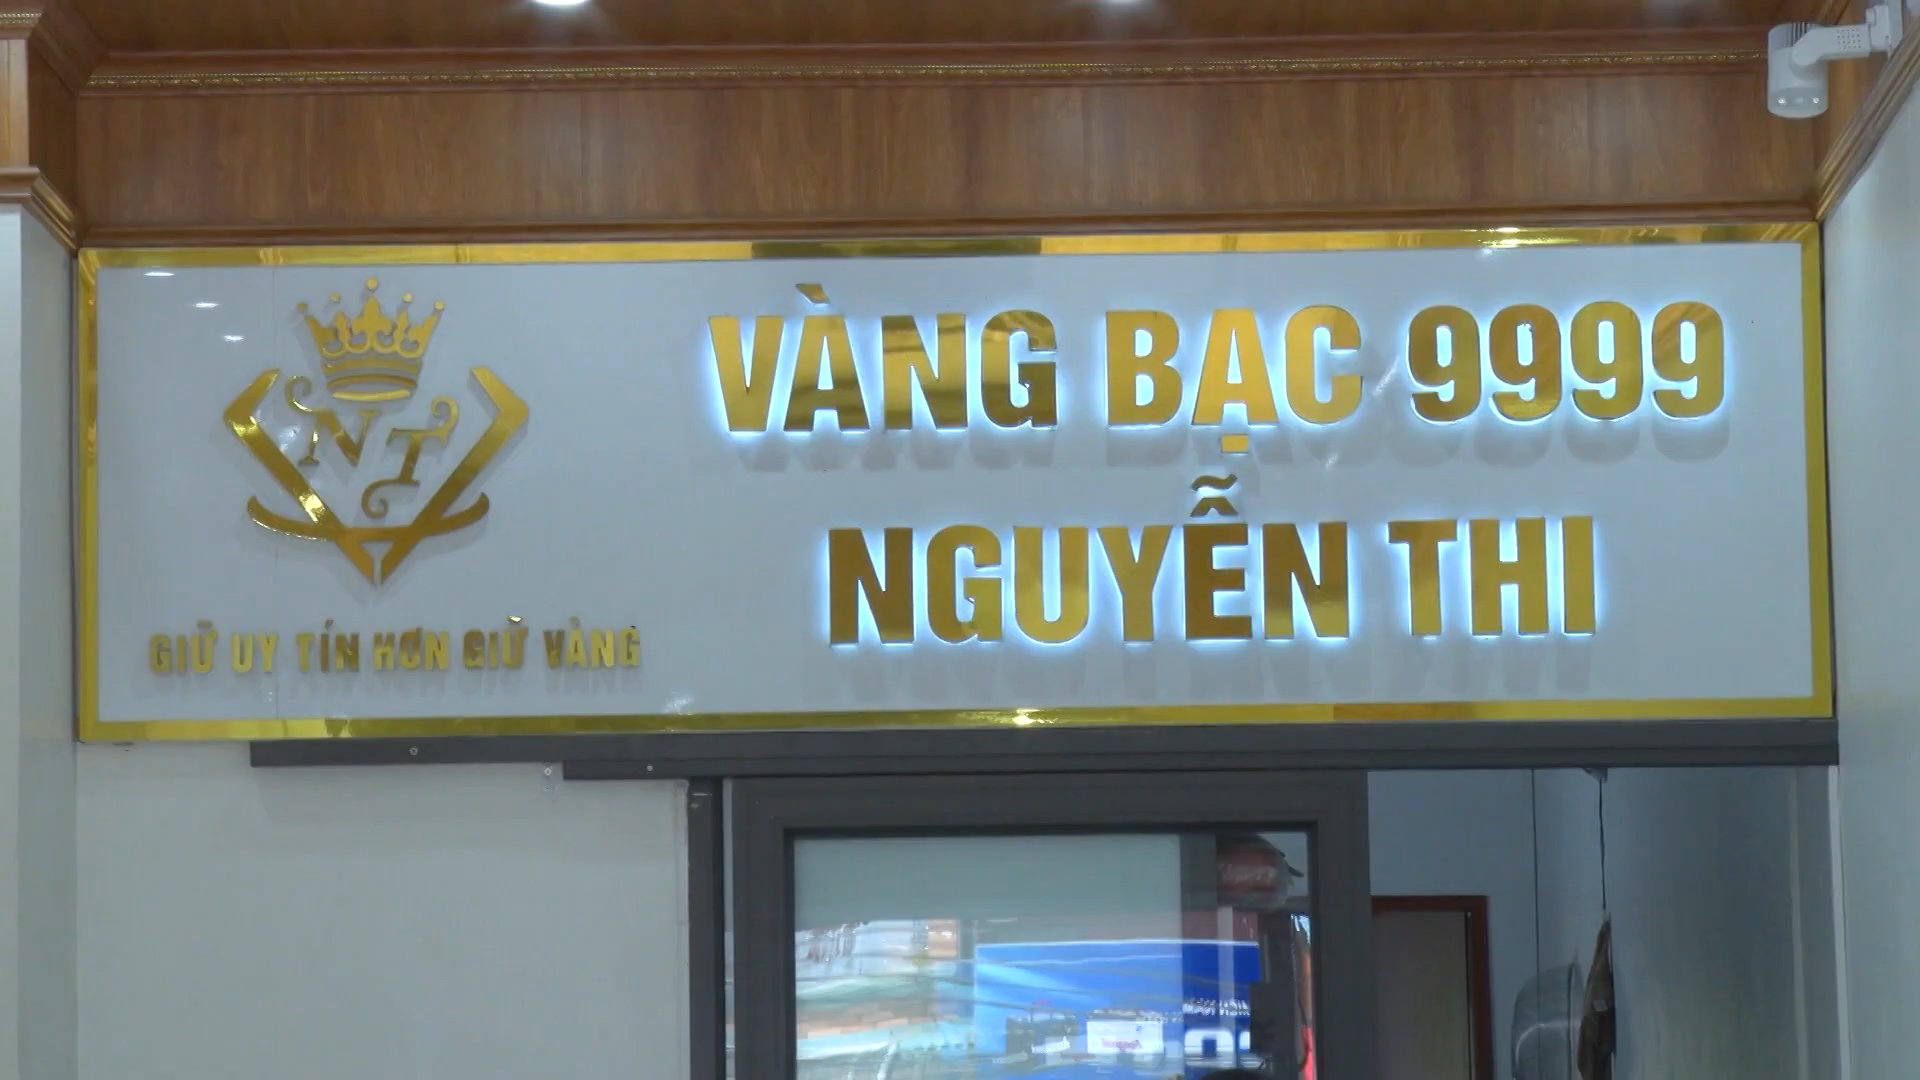 VÀNG BẠC 9999
NGUYỄN THI
NT
GIỮ UY TÍN HƠN GIỮ VÀNG